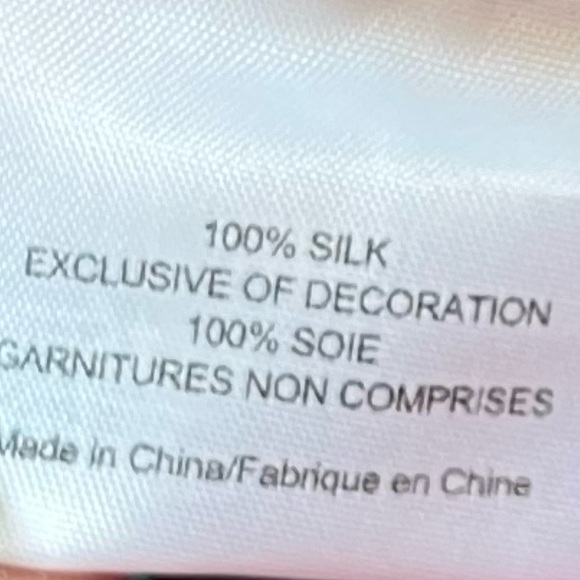 100% SILK
EXCLUSIVE OF DECORATION
100% SOIE
GARNITURES NON COMPRISES
Made in China/Fabrique en Chine